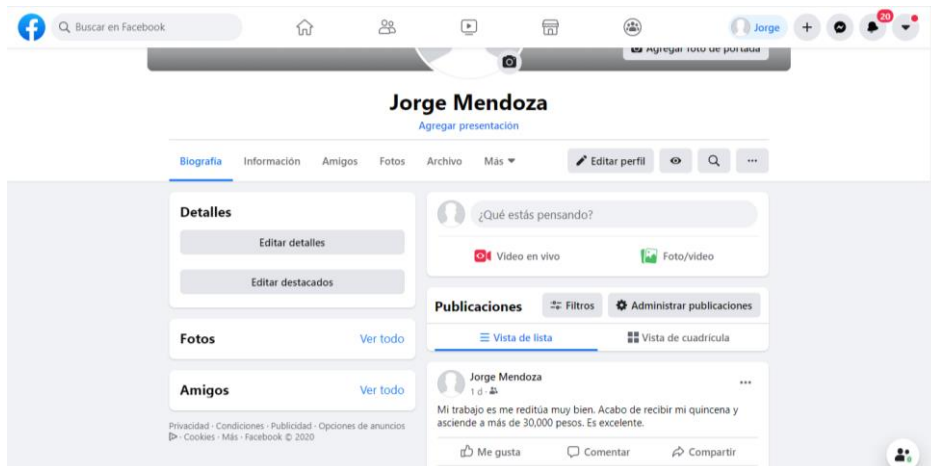 Buscar en Facebook
Jorge
20
Agregar foto de portada
Jorge Mendoza
Agregar presentación
Biografía Información Amigos Fotos Archivo Más Editar perfil
Detalles
Editar detalles
Editar destacados
¿Qué estás pensando?
Video en vivo Foto/video
Publicaciones Filtros Administrar publicaciones
Vista de lista Vista de cuadrícula
Fotos Ver todo
Amigos Ver todo
Privacidad · Condiciones · Publicidad · Opciones de anuncios
· Cookies · Más · Facebook © 2020
Jorge Mendoza
1 d ·
Mi trabajo es me reditúa muy bien. Acabo de recibir mi quincena y
asciende a más de 30,000 pesos. Es excelente.
Me gusta Comentar Compartir